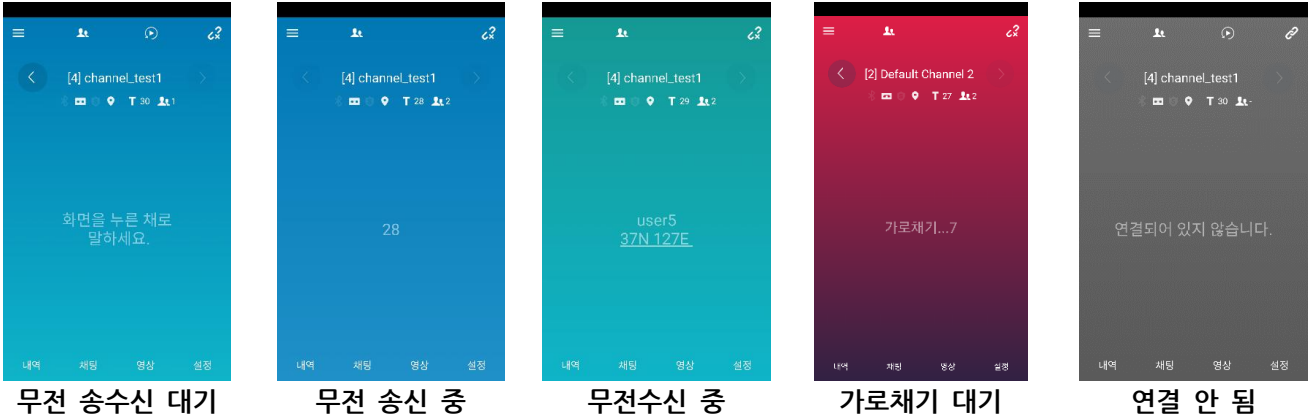 [4] channel_test1
T 30 1
화면을 누른 채로
말하세요.
내역 채팅 영상 설정
무전 송수신 대기
[4] channel_test1
T 28 2
28
내역 채팅 영상 설정
무전 송신 중
[4] channel_test1
T 29 2
user5
37N 127E
내역 채팅 영상 설정
무전수신 중
[2] Default Channel 2
T 27 2
가로채기...7
내역 채팅 영상 설정
가로채기 대기
[4] channel_test1
T 30 -
연결되어 있지 않습니다.
내역 채팅 영상 설정
연결 안 됨